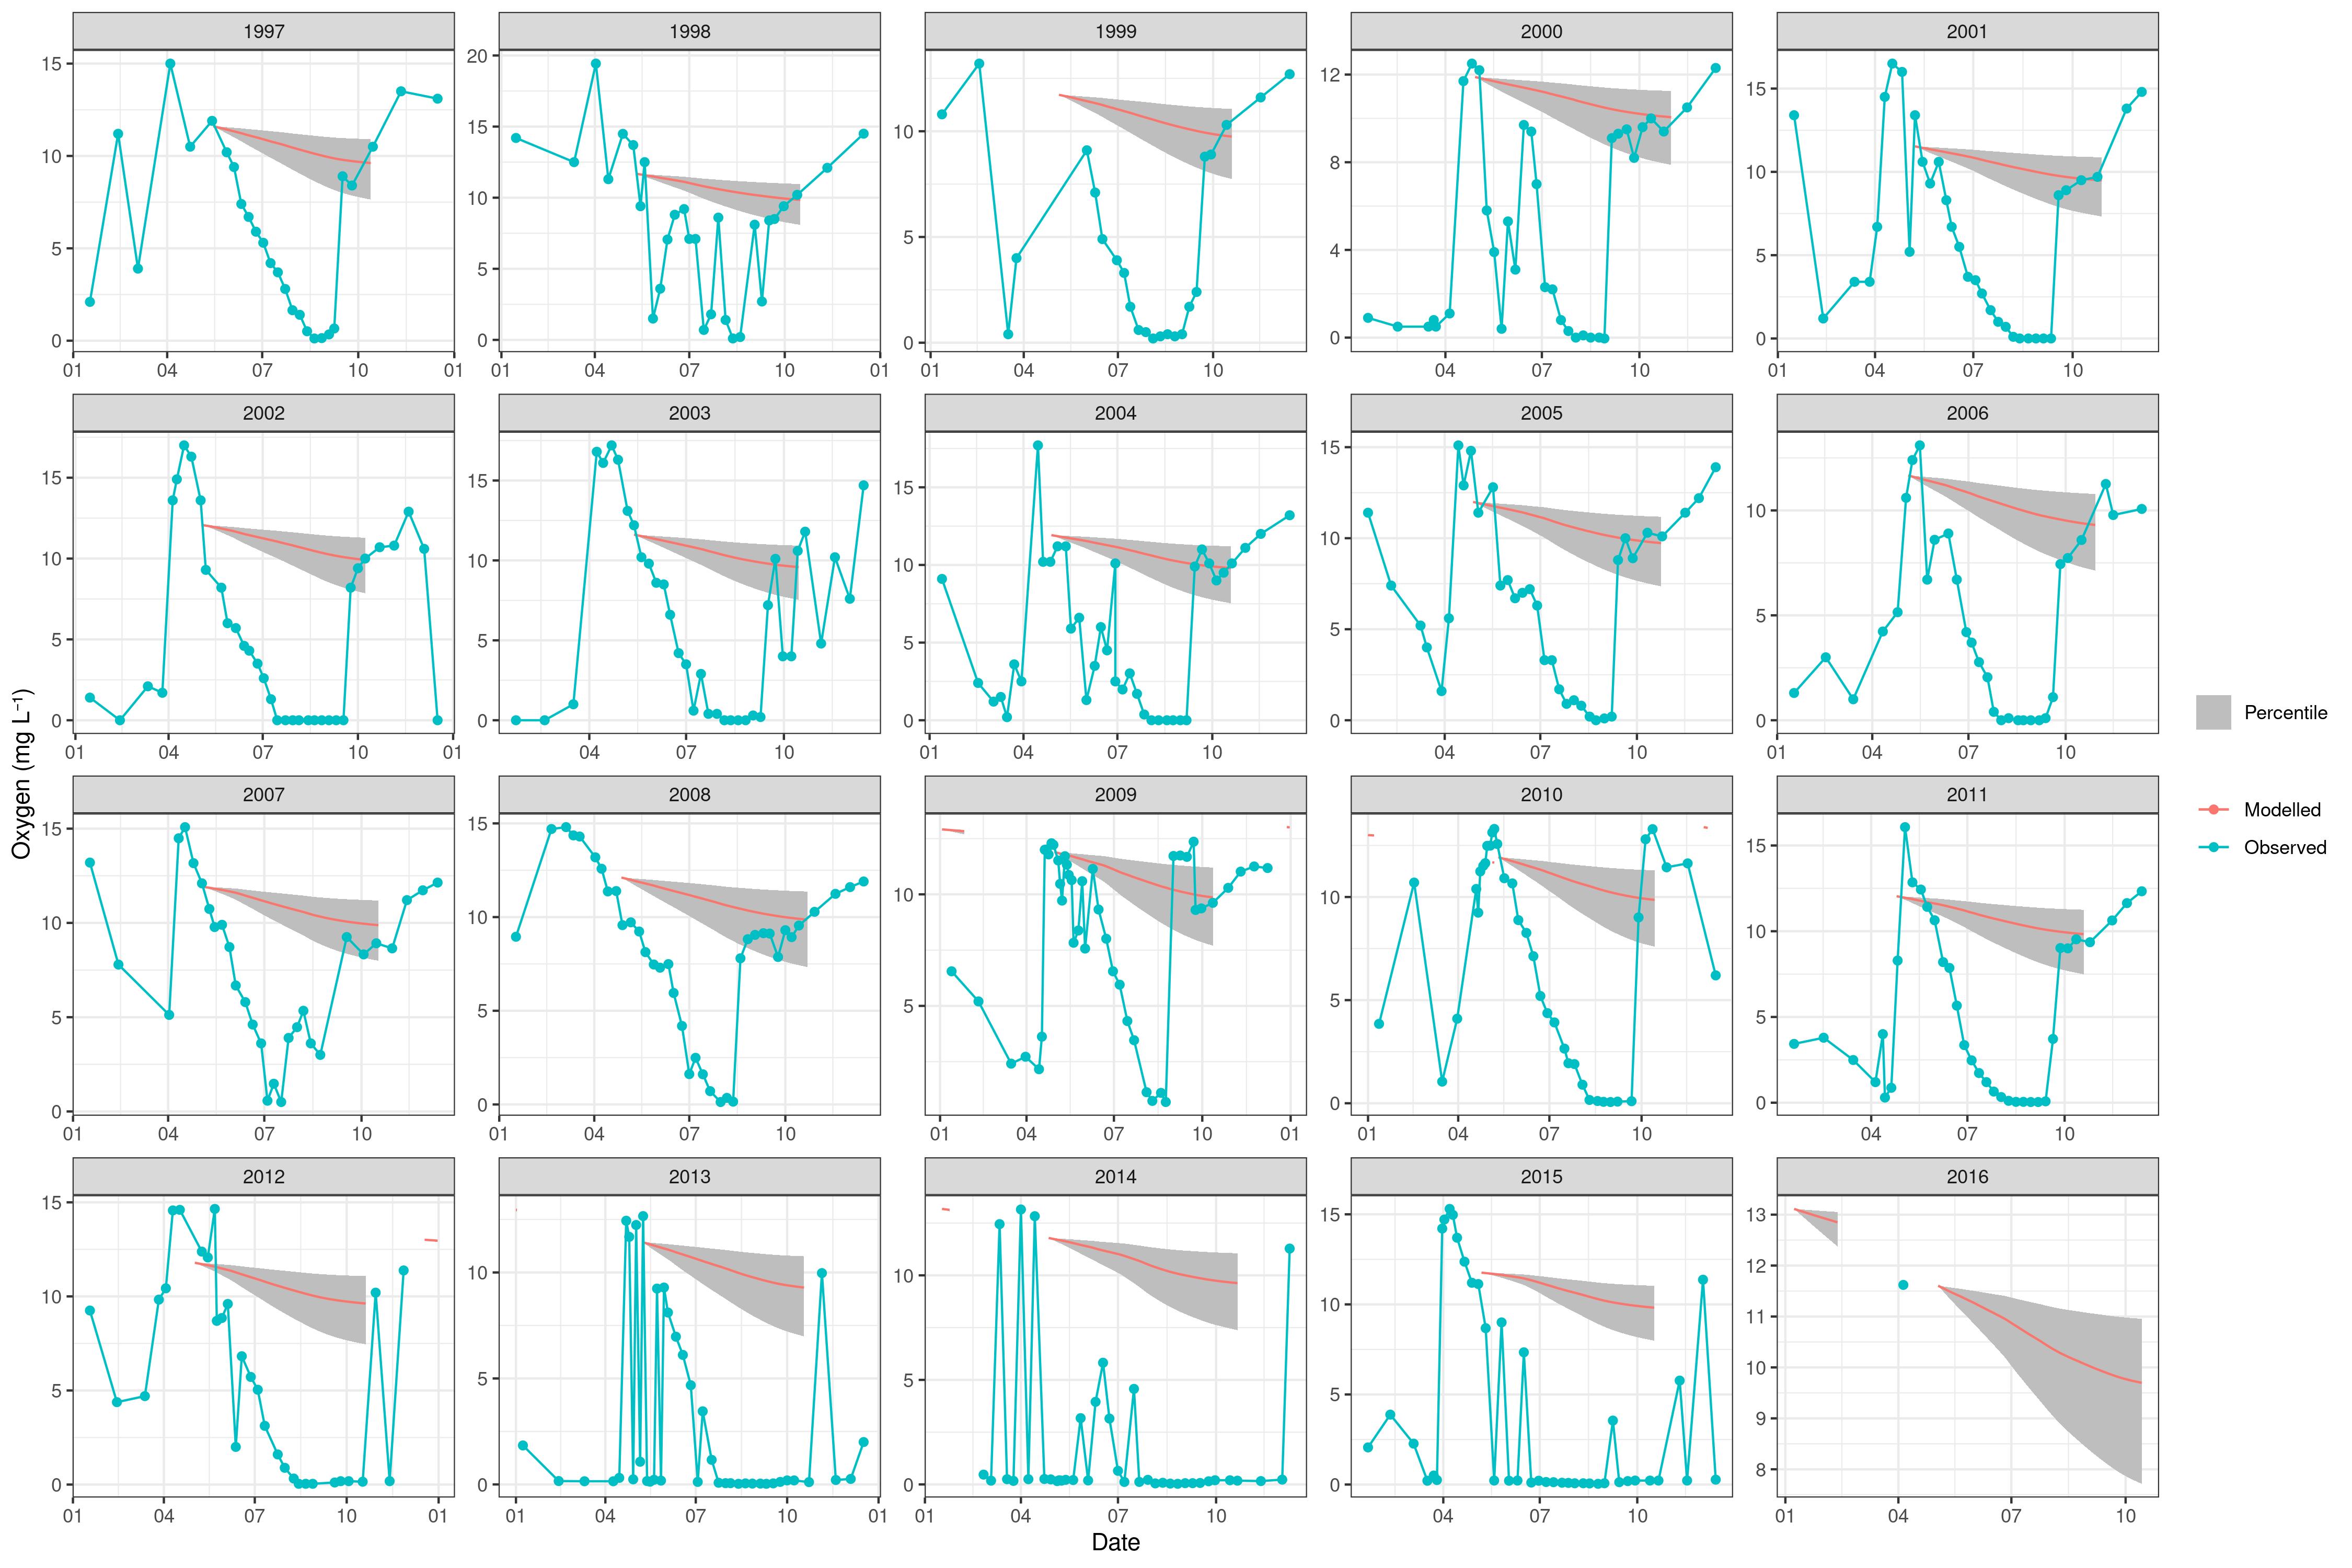 1997 1998 1999 2000 2001
15 10 5 0
20 15 10 5 0
10 5 0
12 8 4 0
15 10 5 0
01 04 07 10 01
01 04 07 10 01
01 04 07 10
04 07 10
01 04 07 10
2002 2003 2004 2005 2006
15 10 5 0
15 10 5 0
15 10 5 0
15 10 5 0
10 5 0
01 04 07 10 01
04 07 10
01 04 07 10
04 07 10
01 04 07 10
Oxygen (mg L⁻¹)
Percentile
Modelled
Observed
2007 2008 2009 2010 2011
15 10 5 0
15 10 5 0
10 5
10 5 0
15 10 5 0
01 04 07 10
01 04 07 10
01 04 07 10 01
01 04 07 10
04 07 10
2012 2013 2014 2015 2016
15 10 5 0
10 5 0
10 5 0
15 10 5 0
13 12 11 10 9 8
01 04 07 10 01
01 04 07 10 01
01 04 07 10
04 07 10
01 04 07 10
Date